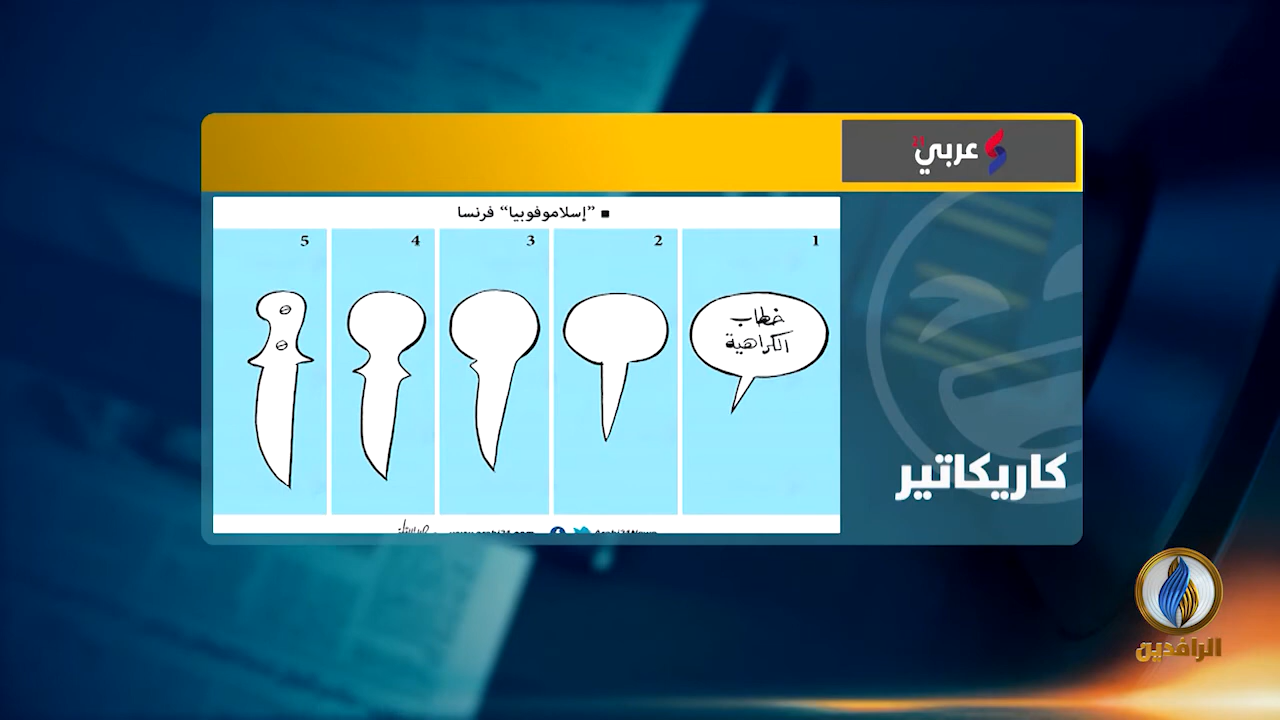 عربي 21
■ ”إسلاموفوبيا“ فرنسا
1
2
3
4
5
خطاب
الكراهية
كاريكاتير
الرافدين